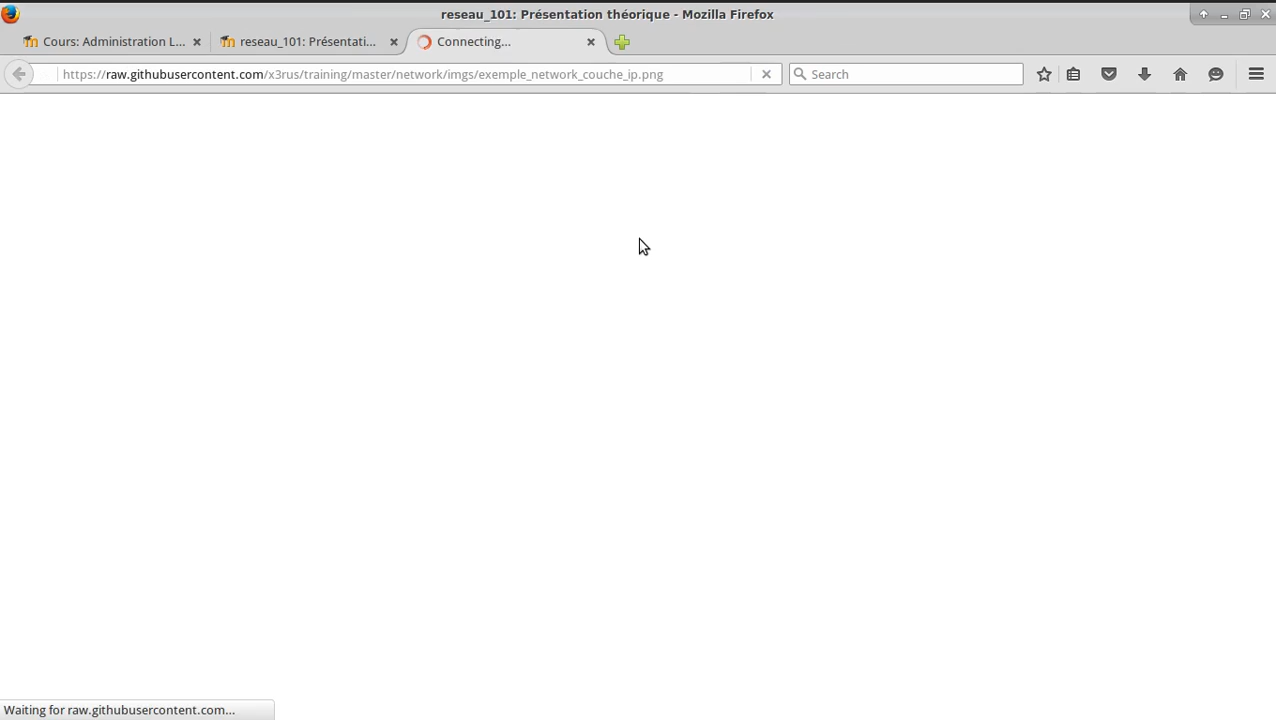 reseau_101: Présentation théorique - Mozilla Firefox
Cours: Administration L...
reseau_101: Présentati...
Connecting...
https://raw.githubusercontent.com/x3rus/training/master/network/imgs/exemple_network_couche_ip.png
Search
Waiting for raw.githubusercontent.com...